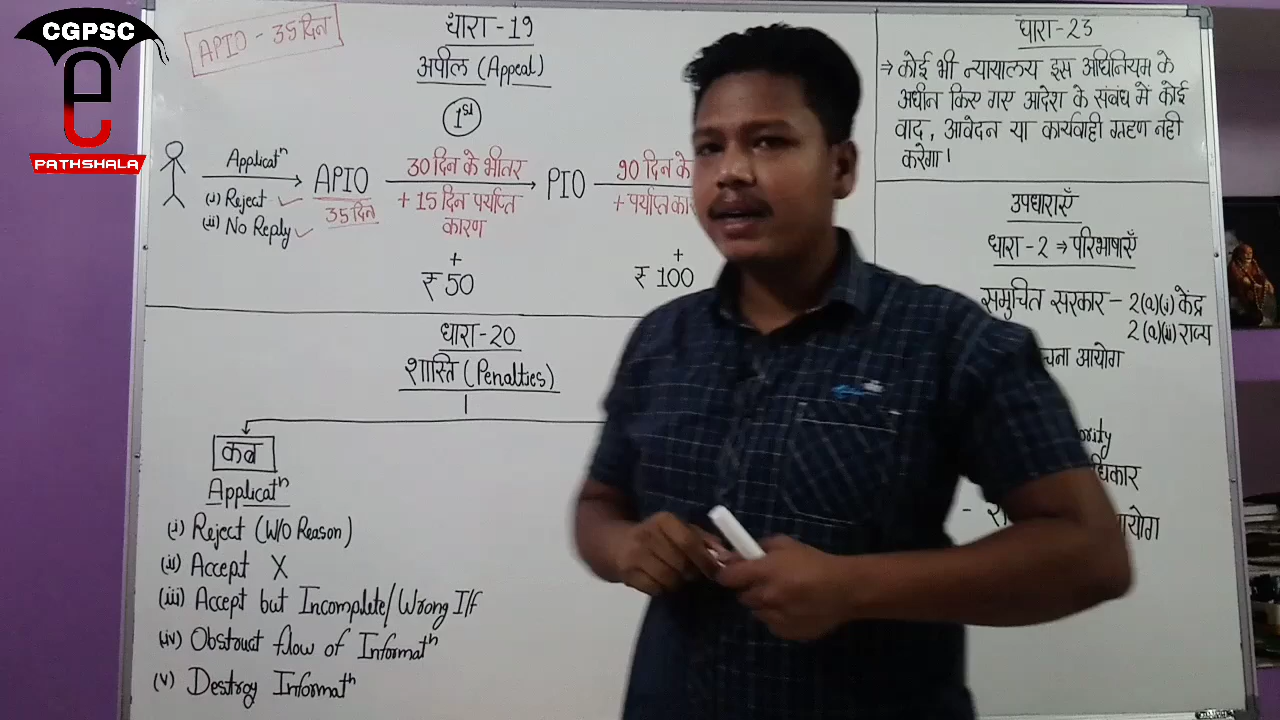 CGPSC
PATHSHALA
APIO - 35 दिन
धारा - 19
अपील (Appeal)
1st
Applicatⁿ
(i) Reject
(ii) No Reply
APIO
35 दिन
30 दिन के भीतर
+ 15 दिन पर्याप्त
कारण
+
₹ 50
PIO
90 दिन के
+ पर्याप्त
+
₹ 100
धारा - 20
शास्ति (Penalties)
कब
Applicatⁿ
(i) Reject (W/O Reason)
(ii) Accept X
(iii) Accept but Incomplete/Wrong I/f
(iv) Obstruct flow of Informatⁿ
(v) Destroy Informatⁿ
धारा - 23
⇒ कोई भी न्यायालय इस अधिनियम के
अधीन किए गए आदेश के संबंध में कोई
वाद, आवेदन या कार्यवाही ग्रहण नहीं
करेगा।
उपधाराएँ
धारा - 2 ⇒ परिभाषाएँ
समुचित सरकार - 2(a)(i) केंद्र
2(a)(ii) राज्य
आयोग